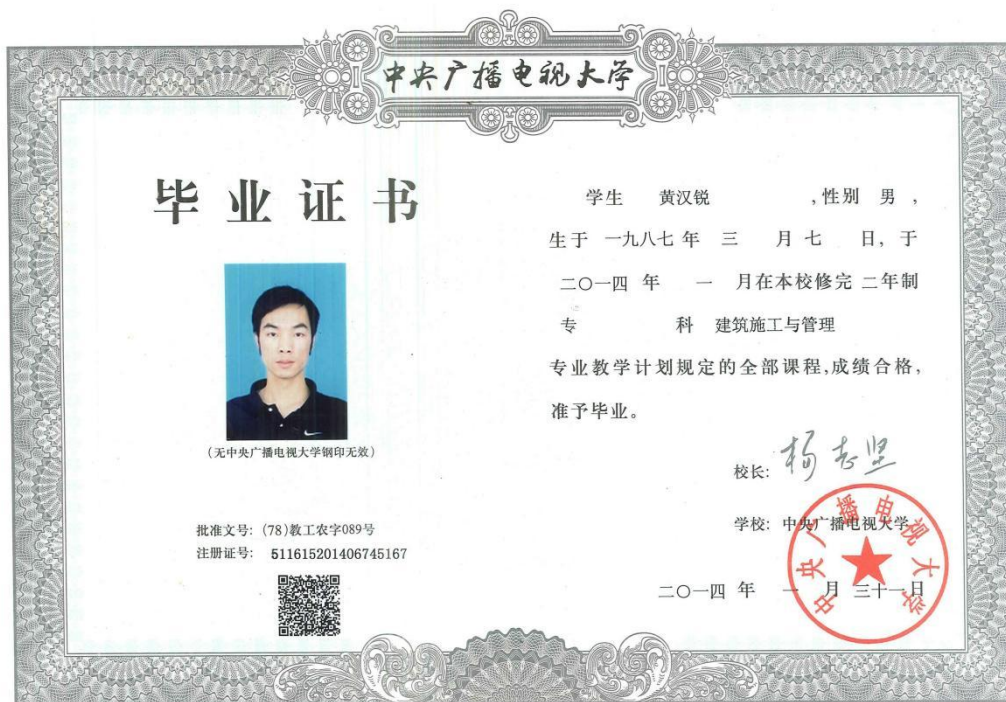 中央广播电视大学
毕业证书
(无中央广播电视大学钢印无效)
批准文号: (78)教工农字089号
注册证号: 511615201406745167
学生 黄汉锐 ,性别 男 ,
生于 一九八七 年 三 月 七 日, 于
二〇一四 年 一 月在本校修完 二年制
专 科 建筑施工与管理
专业教学计划规定的全部课程,成绩合格,
准予毕业。
校长: 杨志坚
学校: 中央广播电视大学
二〇一四 年 一 月 三十一日
中央广播电视大学